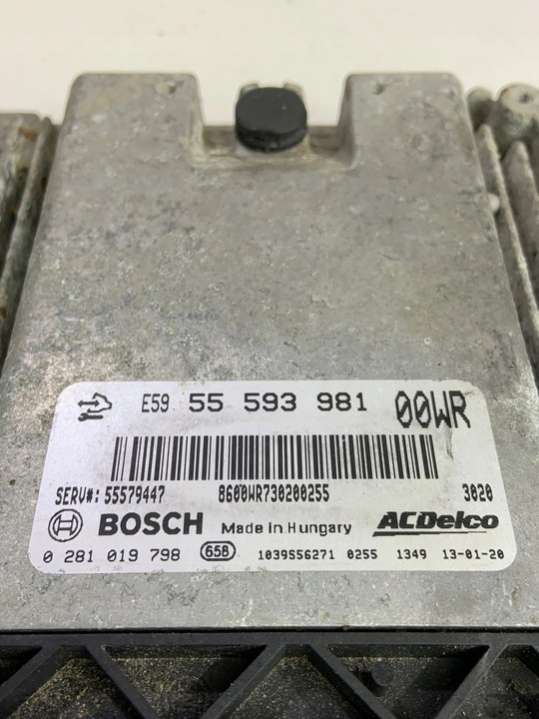 E59 55 593 981 00WR
SERV#: 55579447 8600WR730200255 3020
BOSCH Made in Hungary ACDelco
0 281 019 798 658 1039S56271 0255 1349 13-01-20